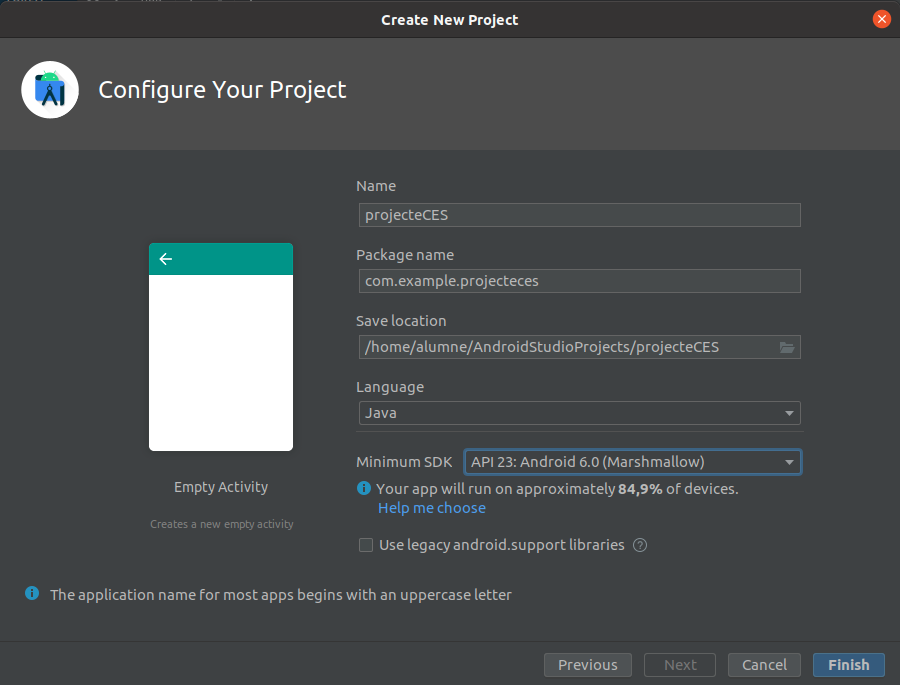 Create New Project
Configure Your Project
Name
projecteCES
Package name
com.example.projecteces
Save location
/home/alumne/AndroidStudioProjects/projecteCES
Language
Java
Minimum SDK API 23: Android 6.0 (Marshmallow)
Your app will run on approximately 84,9% of devices.
Help me choose
Use legacy android.support libraries
Empty Activity
Creates a new empty activity
The application name for most apps begins with an uppercase letter
Previous Next Cancel Finish